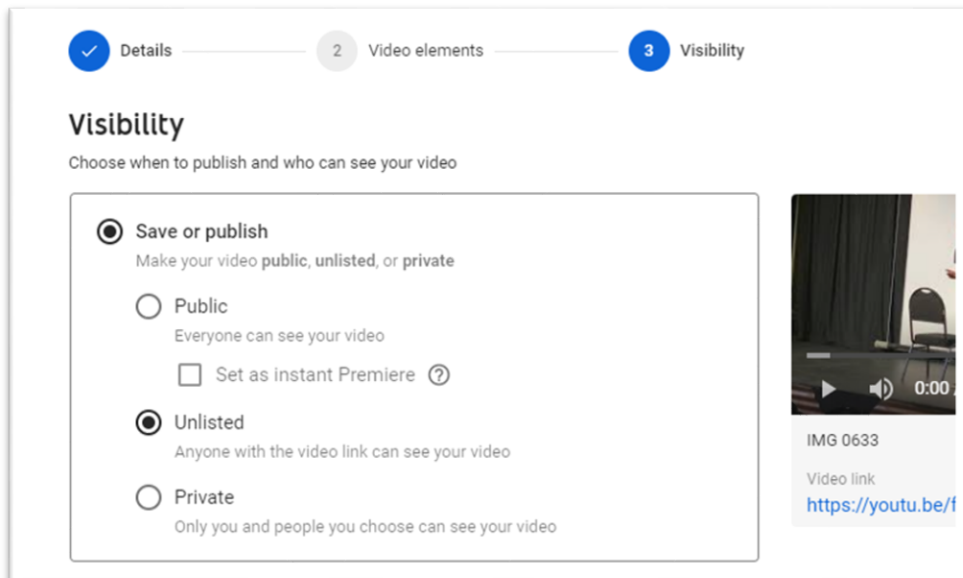 Details
2 Video elements
3 Visibility
Visibility
Choose when to publish and who can see your video
Save or publish
Make your video public, unlisted, or private
Public
Everyone can see your video
Set as instant Premiere ?
Unlisted
Anyone with the video link can see your video
Private
Only you and people you choose can see your video
0:00
IMG 0633
Video link
https://youtu.be/f